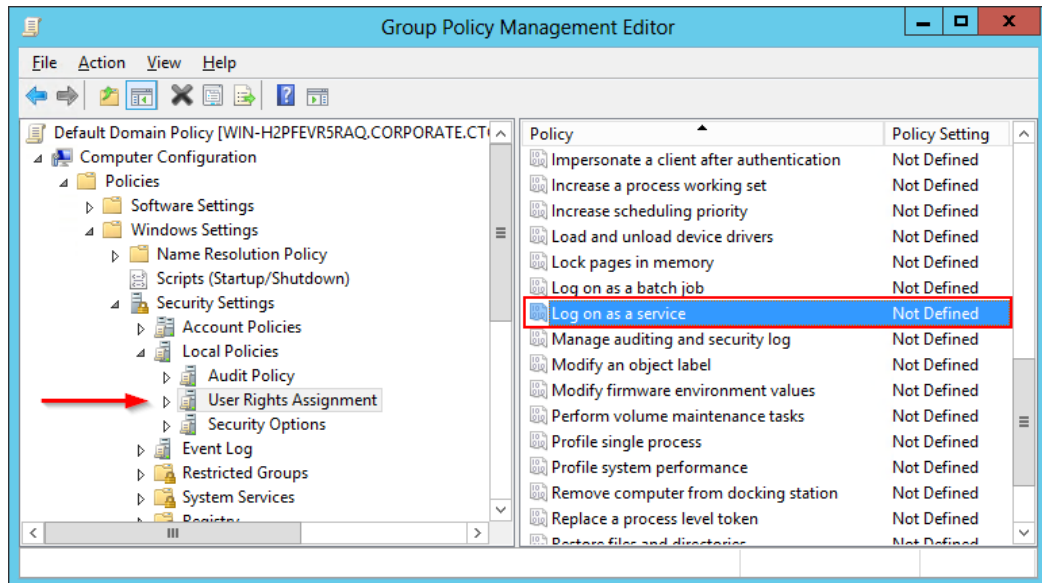 Group Policy Management Editor
File Action View Help
Default Domain Policy [WIN-H2PFEVR5RAQ.CORPORATE.CT
Computer Configuration
Policies
Software Settings
Windows Settings
Name Resolution Policy
Scripts (Startup/Shutdown)
Security Settings
Account Policies
Local Policies
Audit Policy
User Rights Assignment
Security Options
Event Log
Restricted Groups
System Services
Registry
Policy Policy Setting
Impersonate a client after authentication Not Defined
Increase a process working set Not Defined
Increase scheduling priority Not Defined
Load and unload device drivers Not Defined
Lock pages in memory Not Defined
Log on as a batch job Not Defined
Log on as a service Not Defined
Manage auditing and security log Not Defined
Modify an object label Not Defined
Modify firmware environment values Not Defined
Perform volume maintenance tasks Not Defined
Profile single process Not Defined
Profile system performance Not Defined
Remove computer from docking station Not Defined
Replace a process level token Not Defined
Restore files and directories Not Defined